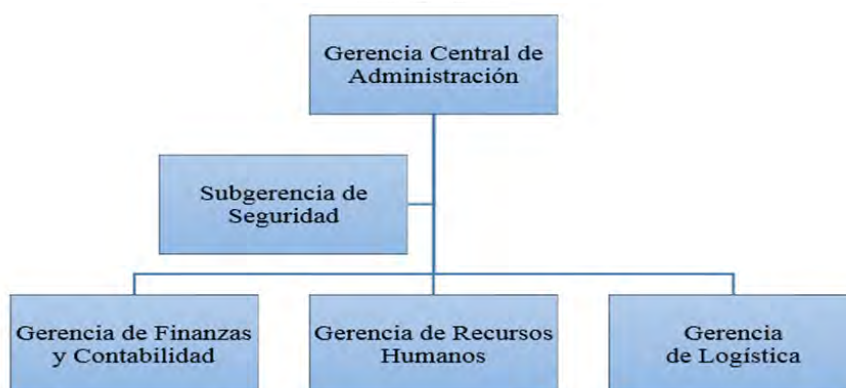 Gerencia Central de
Administración
Subgerencia de
Seguridad
Gerencia de Finanzas
y Contabilidad
Gerencia de Recursos
Humanos
Gerencia
de Logística